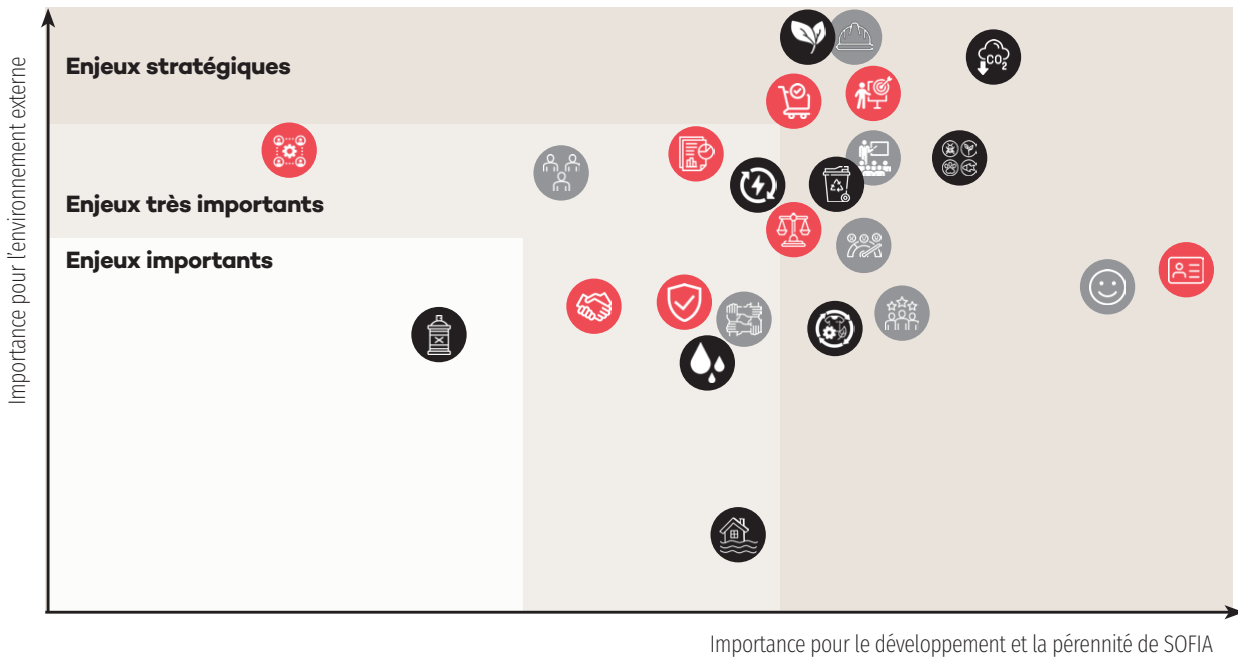 Importance pour l'environnement externe
Enjeux stratégiques
CO2
Enjeux très importants
Enjeux importants
Importance pour le développement et la pérennité de SOFIA